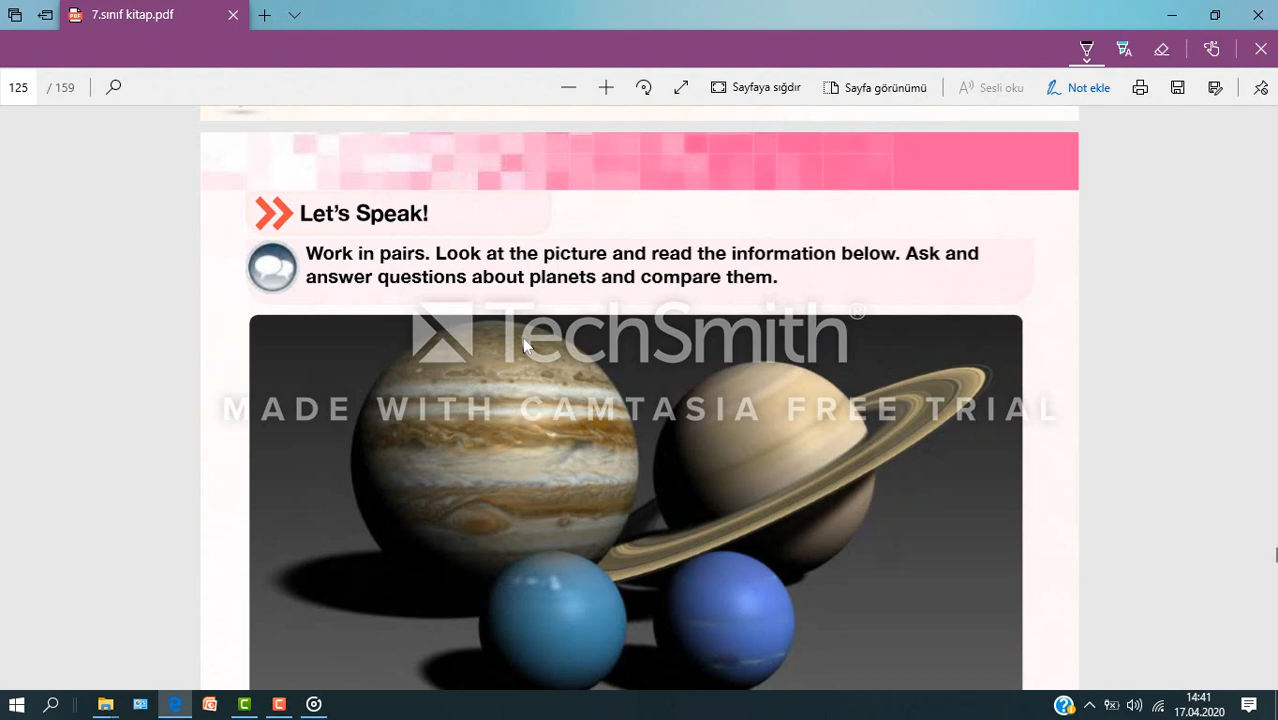 7.sınıf kitap.pdf
125 / 159
Sayfaya sığdır
Sayfa görünümü
Sesli oku
Not ekle
Let's Speak!
Work in pairs. Look at the picture and read the information below. Ask and
answer questions about planets and compare them.
TechSmith®
MADE WITH CAMTASIA FREE TRIAL
14:41
17.04.2020